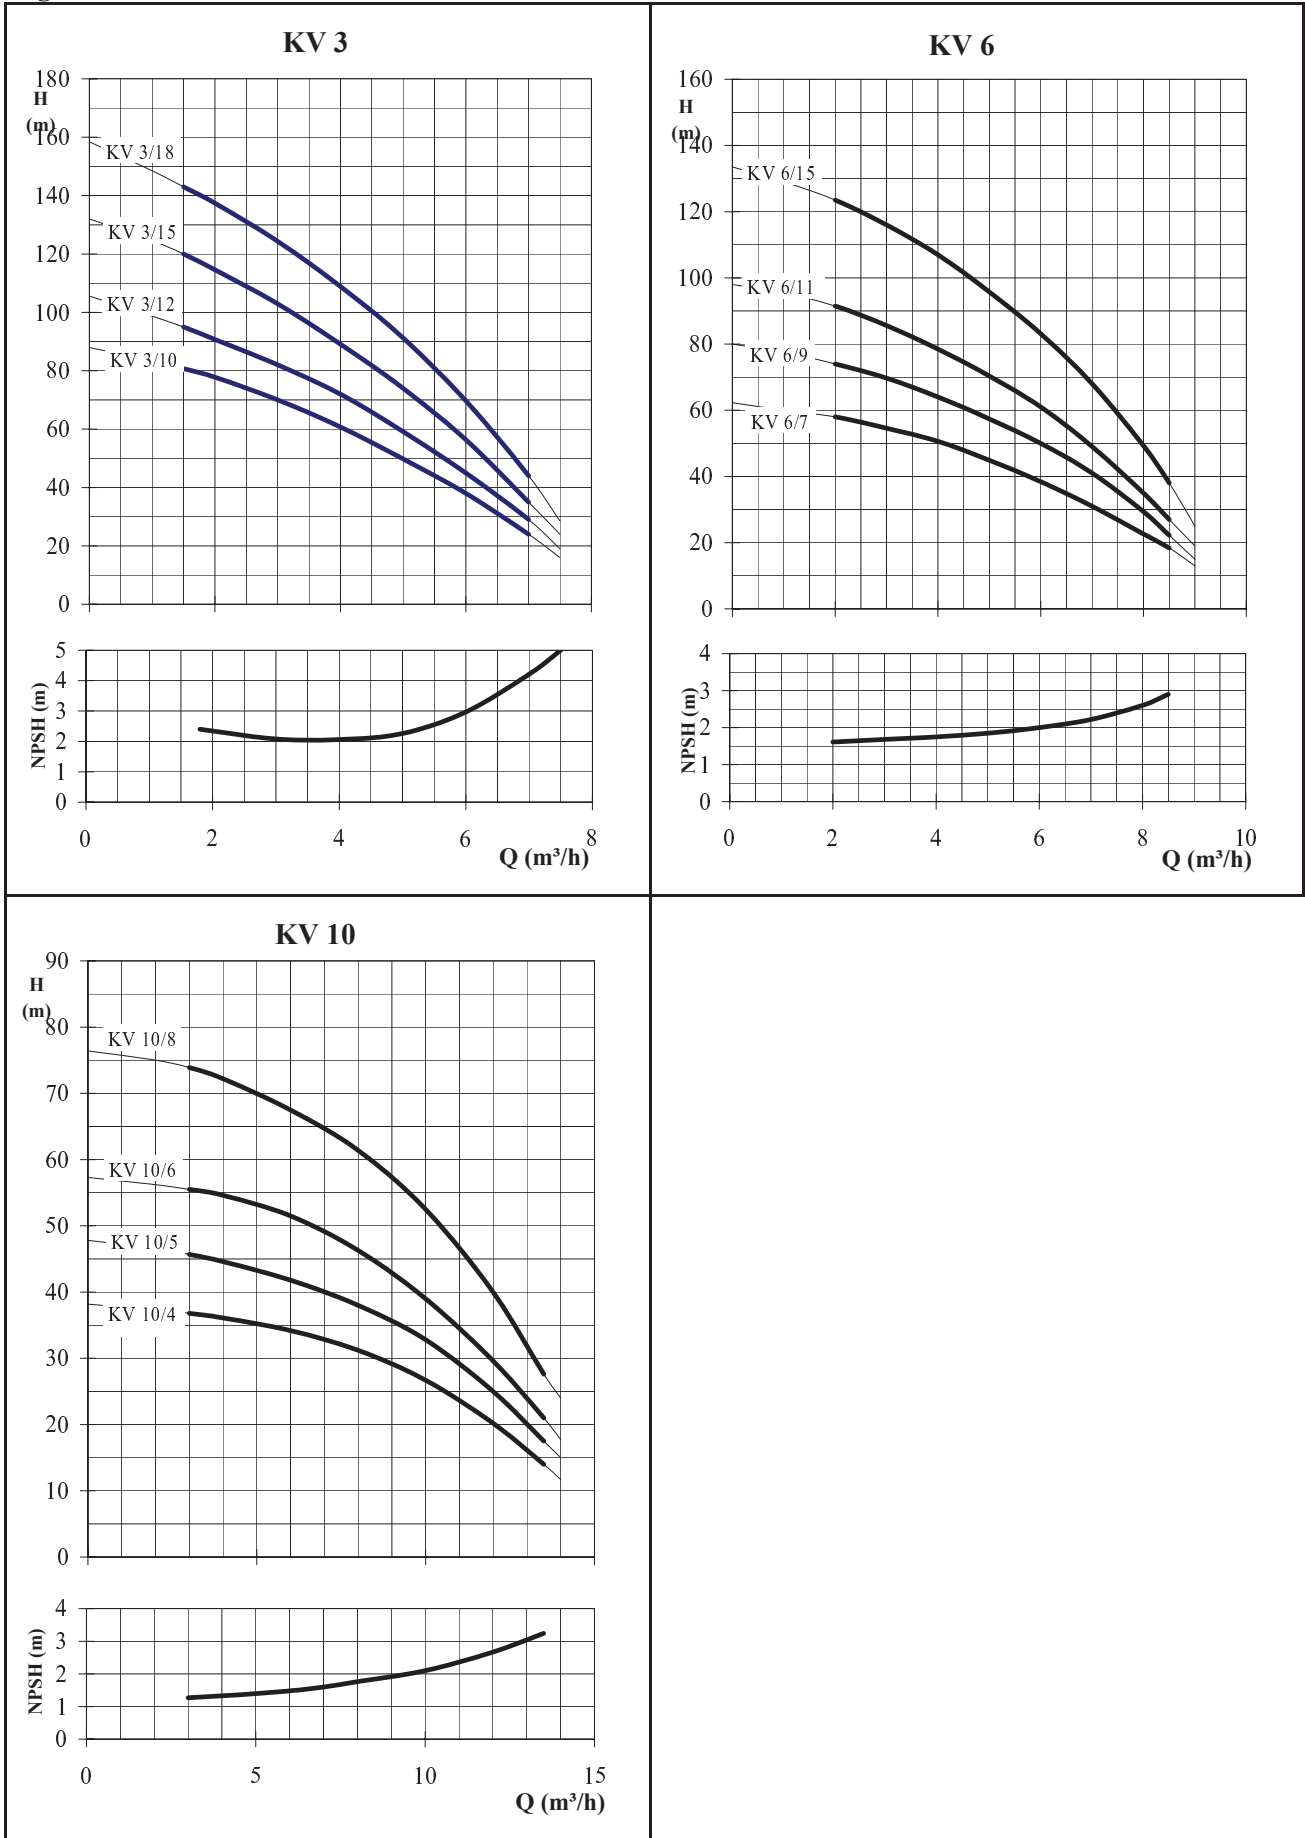 KV 3
180
H
(m)
160
140
120
100
80
60
40
20
0
KV 3/18
KV 3/15
KV 3/12
KV 3/10
5
4
3
2
1
0
NPSH (m)
0 2 4 6 8
Q (m³/h)
KV 6
160
H
(m)
140
120
100
80
60
40
20
0
KV 6/15
KV 6/11
KV 6/9
KV 6/7
4
3
2
1
0
NPSH (m)
0 2 4 6 8 10
Q (m³/h)
KV 10
90
H
(m)
80
70
60
50
40
30
20
10
0
KV 10/8
KV 10/6
KV 10/5
KV 10/4
4
3
2
1
0
NPSH (m)
0 5 10 15
Q (m³/h)